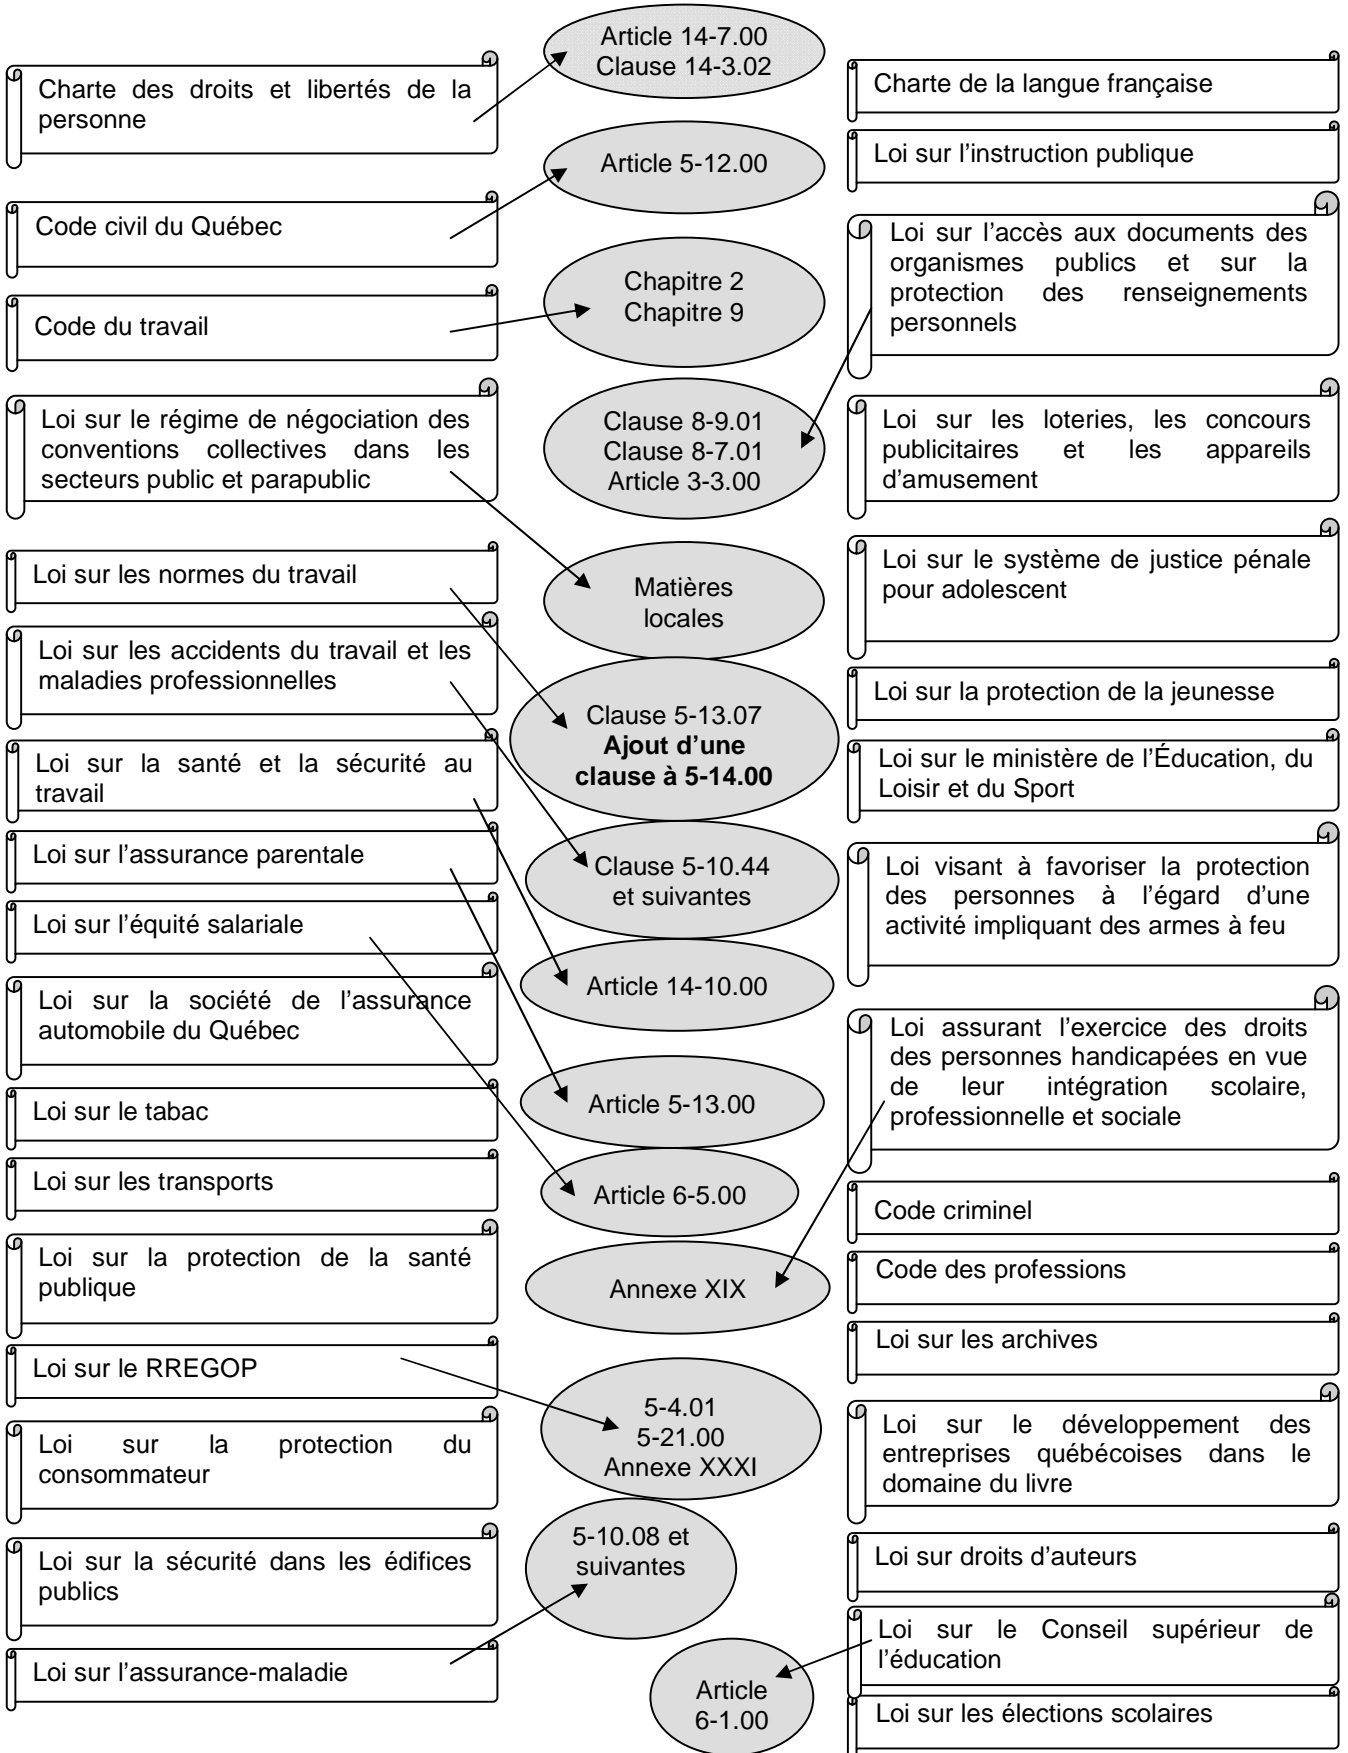 Charte des droits et libertés de la
personne
Code civil du Québec
Code du travail
Loi sur le régime de négociation des
conventions collectives dans les
secteurs public et parapublic
Loi sur les normes du travail
Loi sur les accidents du travail et les
maladies professionnelles
Loi sur la santé et la sécurité au
travail
Loi sur l'assurance parentale
Loi sur l'équité salariale
Loi sur la société de l'assurance
automobile du Québec
Loi sur le tabac
Loi sur les transports
Loi sur la protection de la santé
publique
Loi sur le RREGOP
Loi sur la protection du
consommateur
Loi sur la sécurité dans les édifices
publics
Loi sur l'assurance-maladie
Article 14-7.00
Clause 14-3.02
Article 5-12.00
Chapitre 2
Chapitre 9
Clause 8-9.01
Clause 8-7.01
Article 3-3.00
Matières
locales
Clause 5-13.07
Ajout d'une
clause à 5-14.00
Clause 5-10.44
et suivantes
Article 14-10.00
Article 5-13.00
Article 6-5.00
Annexe XIX
5-4.01
5-21.00
Annexe XXXI
5-10.08 et
suivantes
Article
6-1.00
Charte de la langue française
Loi sur l'instruction publique
Loi sur l'accès aux documents des
organismes publics et sur la
protection des renseignements
personnels
Loi sur les loteries, les concours
publicitaires et les appareils
d'amusement
Loi sur le système de justice pénale
pour adolescent
Loi sur la protection de la jeunesse
Loi sur le ministère de l'Éducation, du
Loisir et du Sport
Loi visant à favoriser la protection
des personnes à l'égard d'une
activité impliquant des armes à feu
Loi assurant l'exercice des droits
des personnes handicapées en vue
de leur intégration scolaire,
professionnelle et sociale
Code criminel
Code des professions
Loi sur les archives
Loi sur le développement des
entreprises québécoises dans le
domaine du livre
Loi sur droits d'auteurs
Loi sur le Conseil supérieur de
l'éducation
Loi sur les élections scolaires